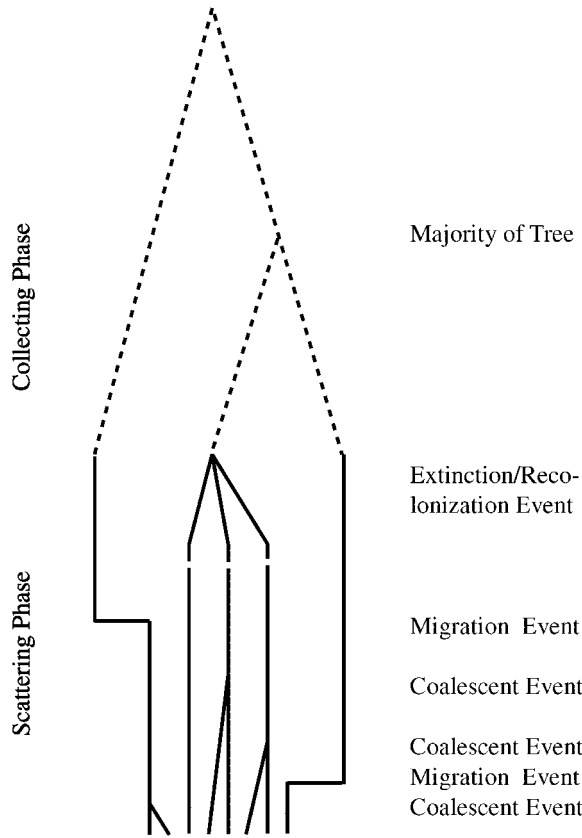 Collecting Phase
Majority of Tree
Extinction/Reco-
lonization Event
Scattering Phase
Migration Event
Coalescent Event
Coalescent Event
Migration Event
Coalescent Event